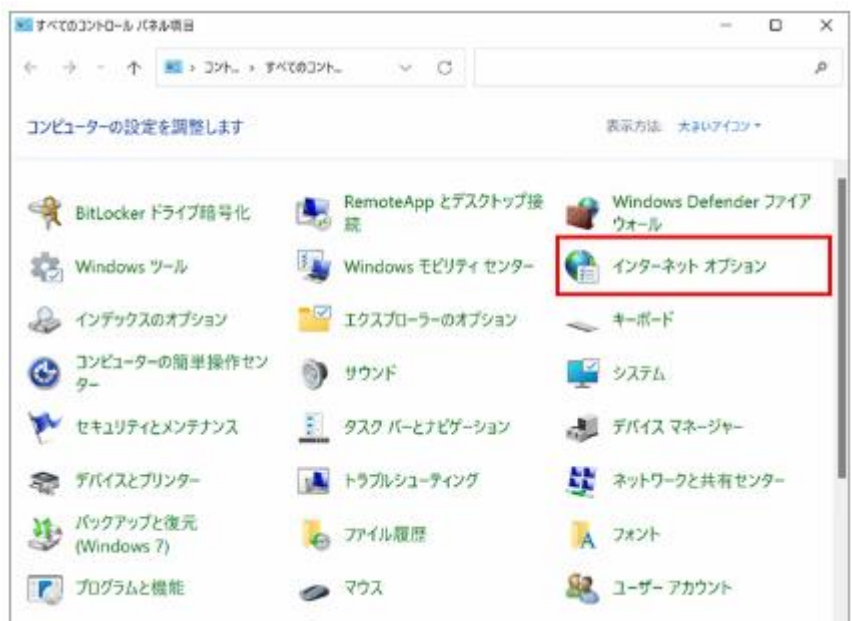 すべてのコントロール パネル項目
コント... › すべてのコント...
コンピューターの設定を調整します
表示方法: 大きいアイコン
BitLocker ドライブ暗号化
RemoteApp とデスクトップ接
続
Windows Defender ファイア
ウォール
Windows ツール
Windows モビリティ センター
インターネット オプション
インデックスのオプション
エクスプローラーのオプション
キーボード
コンピューターの簡単操作セン
ター
サウンド
システム
セキュリティとメンテナンス
タスク バーとナビゲーション
デバイス マネージャー
デバイスとプリンター
トラブルシューティング
ネットワークと共有センター
バックアップと復元
(Windows 7)
ファイル履歴
フォント
プログラムと機能
マウス
ユーザー アカウント